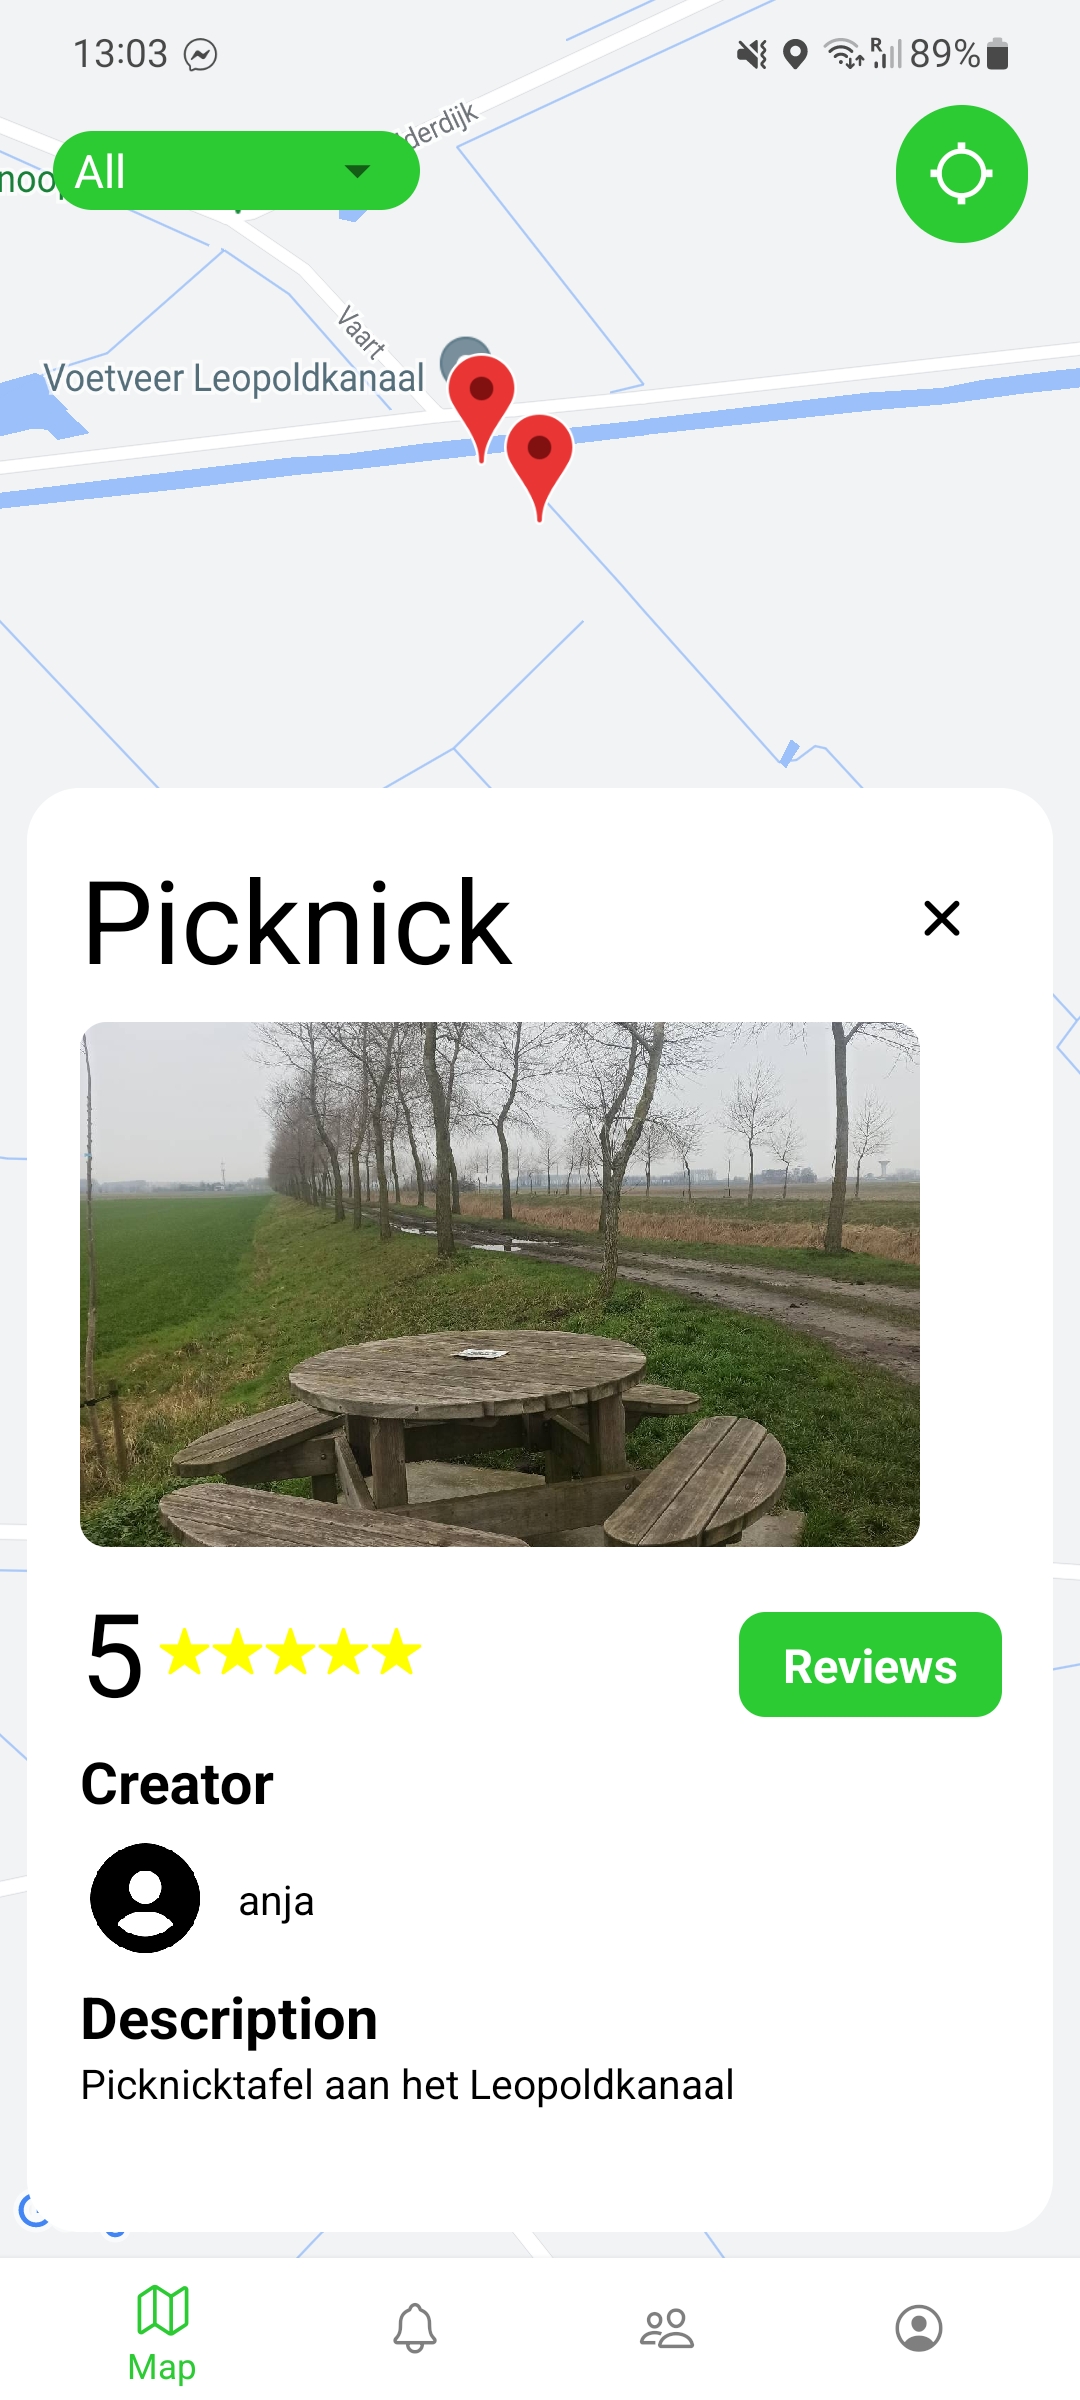 13:03
R 89%
derdijk
All
Vaart
Voetveer Leopoldkanaal
Picknick
5
Reviews
Creator
anja
Description
Picknicktafel aan het Leopoldkanaal
Map